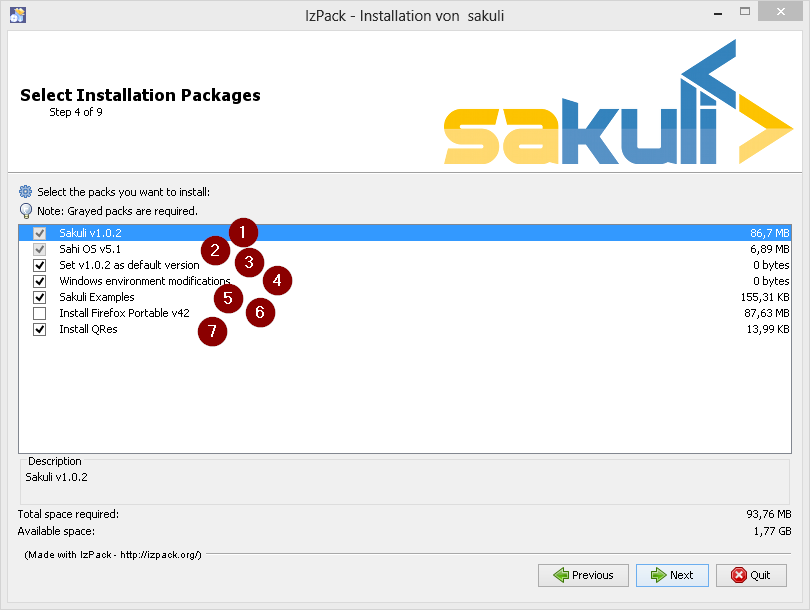 IzPack - Installation von  sakuli
Select Installation Packages
Step 4 of 9
sakuli
Select the packs you want to install:
Note: Grayed packs are required.
Sakuli v1.0.2 1 86,7 MB
Sahi OS v5.1 2 6,89 MB
Set v1.0.2 as default version 3 0 bytes
Windows environment modifications 4 0 bytes
Sakuli Examples 5 155,31 KB
Install Firefox Portable v42 6 87,63 MB
Install QRes 7 13,99 KB
Description
Sakuli v1.0.2
Total space required: 93,76 MB
Available space: 1,77 GB
(Made with IzPack - http://izpack.org/)
Previous Next Quit